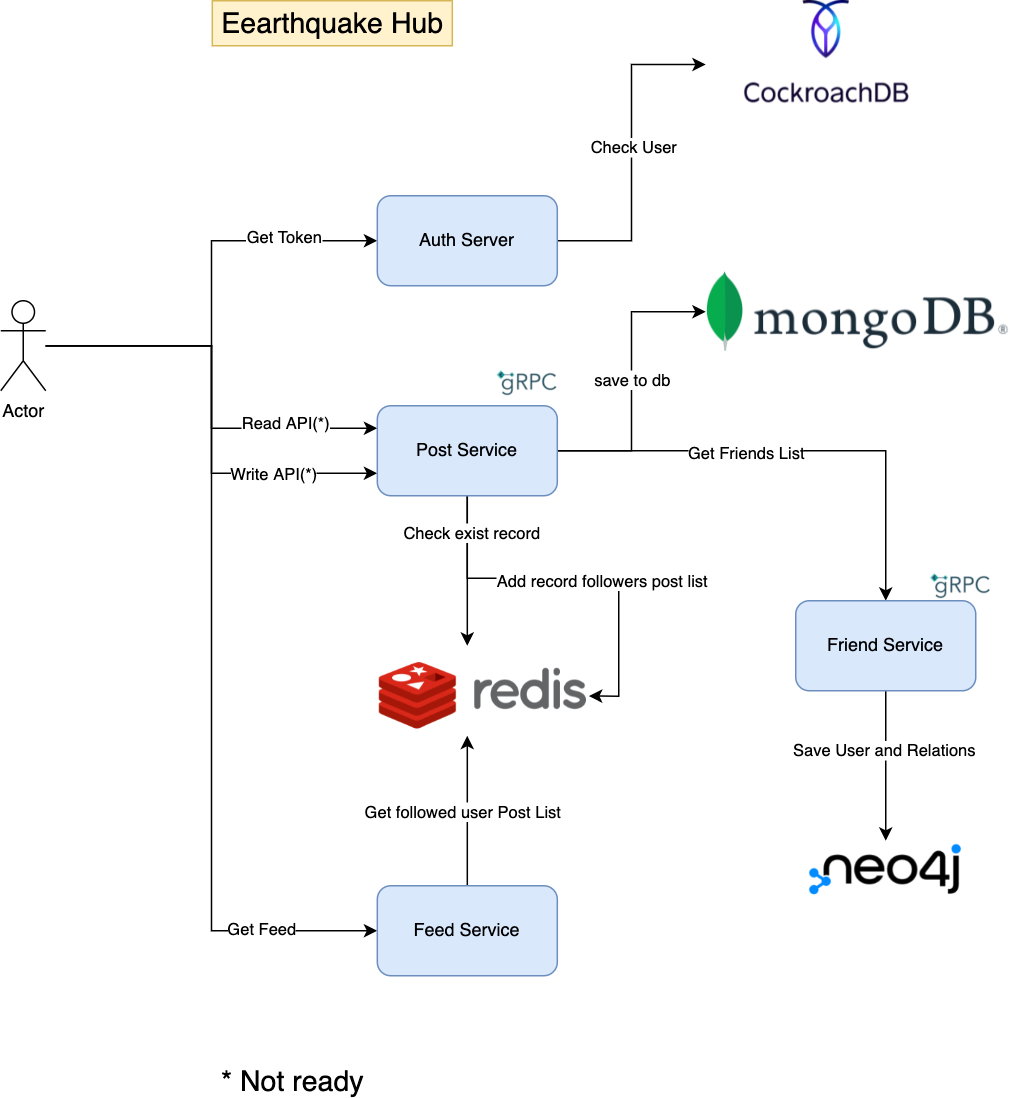 Eearthquake Hub
CockroachDB
Check User
Get Token
Auth Server
mongoDB®
save to db
gRPC
Actor
Read API(*)
Post Service
Get Friends List
Write API(*)
Check exist record
Add record followers post list
gRPC
Friend Service
redis
Save User and Relations
Get followed user Post List
neo4j
Get Feed
Feed Service
* Not ready